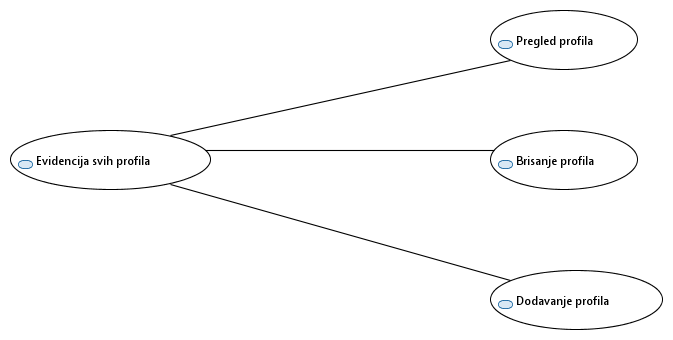 Pregled profila
Evidencija svih profila
Brisanje profila
Dodavanje profila